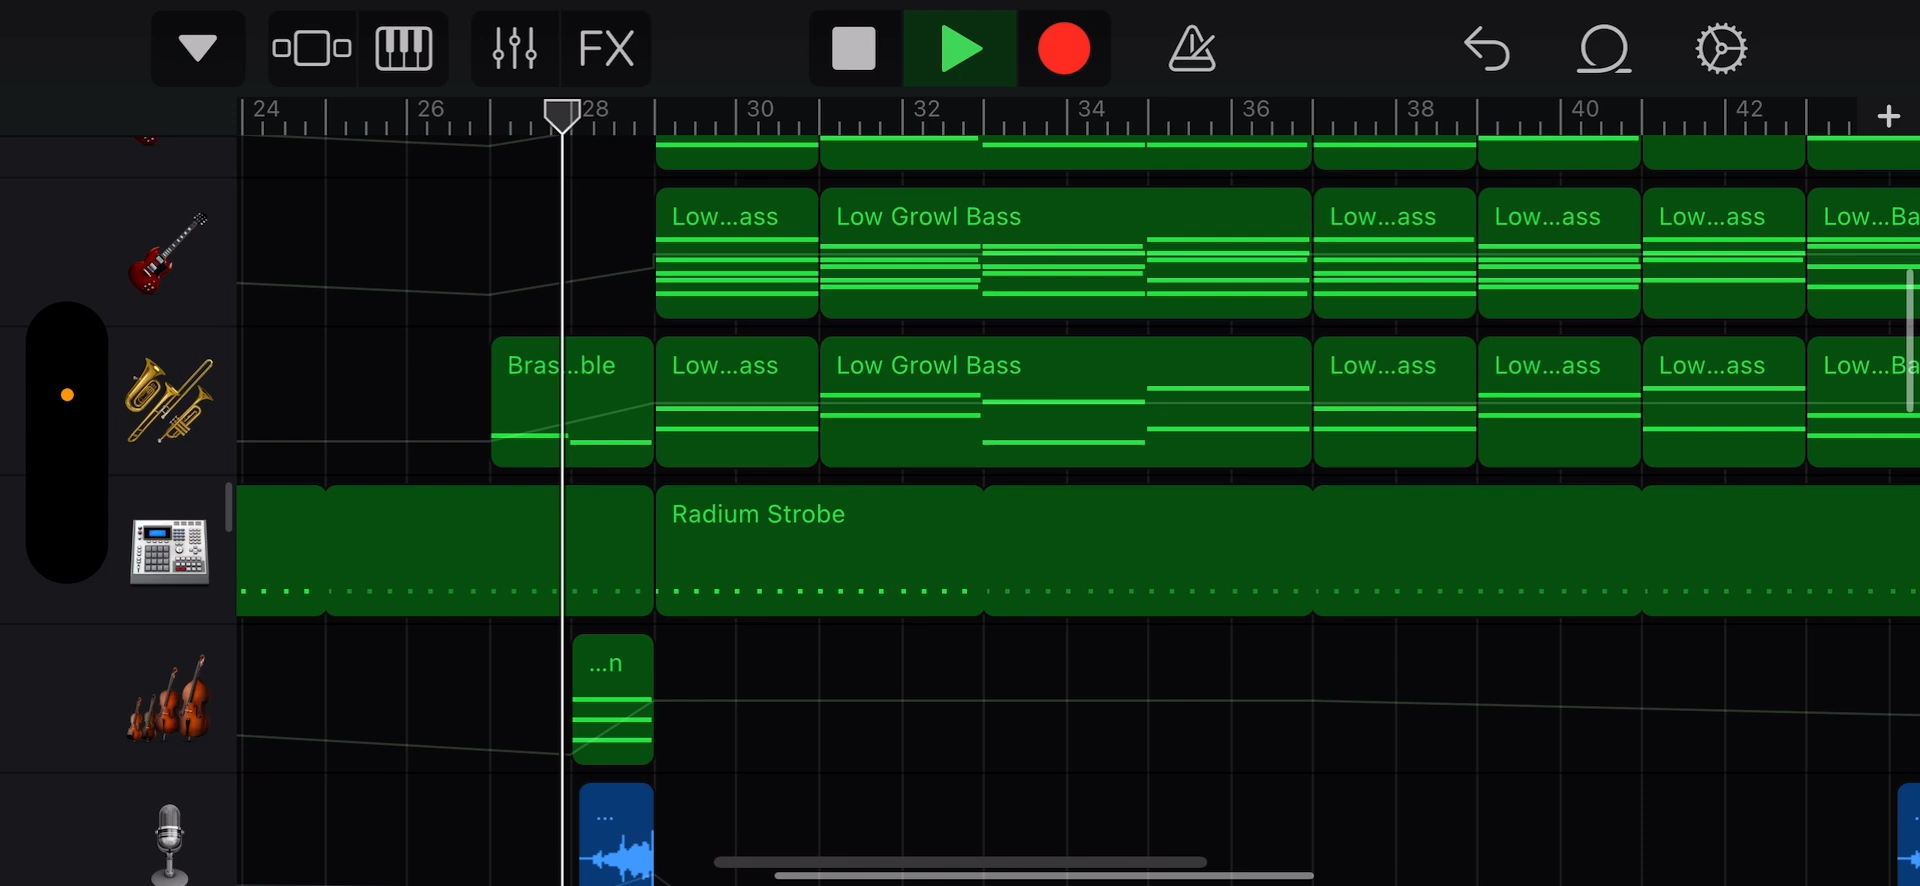 FX
24 26 28 30 32 34 36 38 40 42 +
Low...ass Low Growl Bass Low...ass Low...ass Low...ass Low...Ba
Bras...ble Low...ass Low Growl Bass Low...ass Low...ass Low...ass Low...Ba
Radium Strobe
...n
...